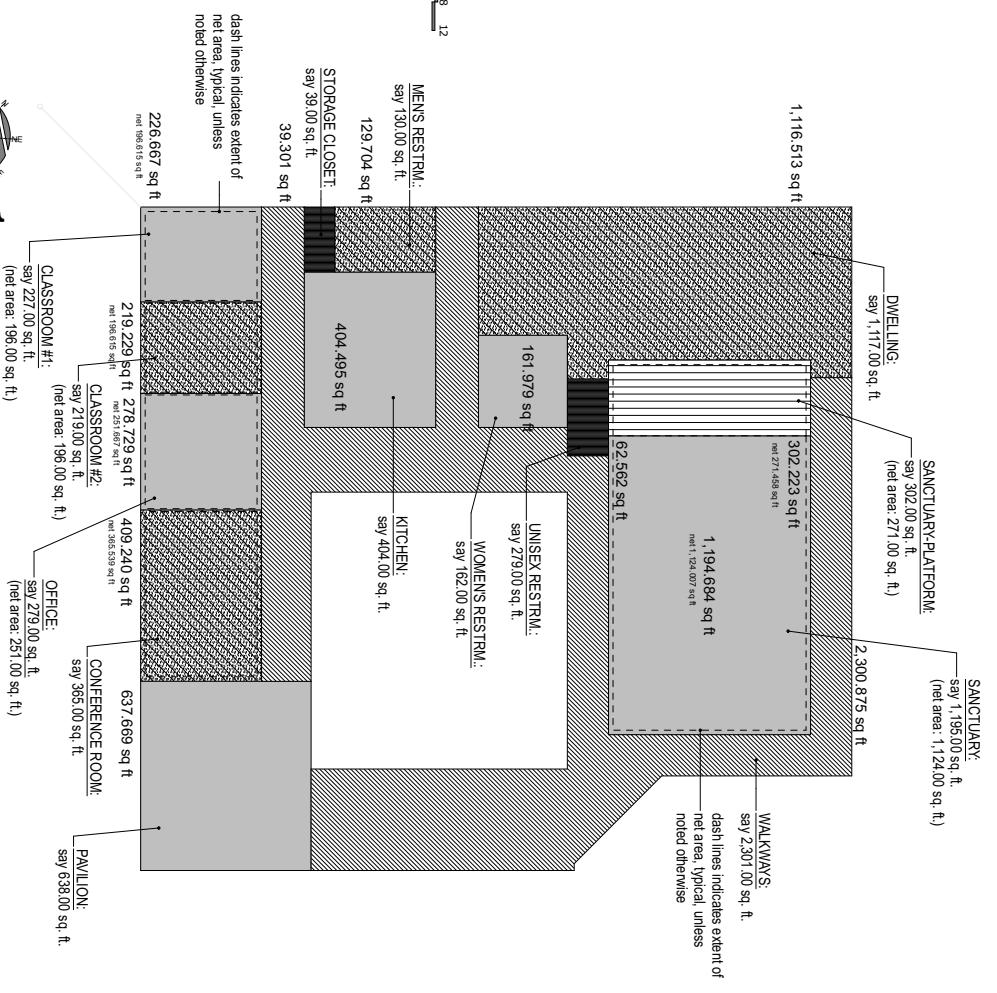 SANCTUARY:
say 1,195.00 sq. ft.
(net area: 1,124.00 sq. ft.)
SANCTUARY-PLATFORM:
say 302.00 sq. ft.
(net area: 271.00 sq. ft.)
DWELLING:
say 1,117.00 sq. ft.
2,300.875 sq ft
1,116.513 sq ft
302.223 sq ft
net 271.458 sq ft
1,194.684 sq ft
net 1,124.007 sq ft
WALKWAYS:
say 2,301.00 sq. ft.
dash lines indicates extent of
net area, typical, unless
noted otherwise
62.562 sq ft
UNISEX RESTRM.:
say 279.00 sq. ft.
161.979 sq ft
WOMEN'S RESTRM.:
say 162.00 sq. ft.
KITCHEN:
say 404.00 sq. ft.
8
12
MEN'S RESTRM.:
say 130.00 sq. ft.
129.704 sq ft
404.495 sq ft
STORAGE CLOSET:
say 39.00 sq. ft.
39.301 sq ft
dash lines indicates extent of
net area, typical, unless
noted otherwise
226.667 sq ft
net 196.615 sq ft
219.229 sq ft
net 196.615 sq ft
278.729 sq ft
net 251.667 sq ft
409.240 sq ft
net 365.539 sq ft
637.669 sq ft
CLASSROOM #1:
say 227.00 sq. ft.
(net area: 196.00 sq. ft.)
CLASSROOM #2:
say 219.00 sq. ft.
(net area: 196.00 sq. ft.)
OFFICE:
say 279.00 sq. ft.
(net area: 251.00 sq. ft.)
CONFERENCE ROOM:
say 365.00 sq. ft.
PAVILION:
say 638.00 sq. ft.
N
NE